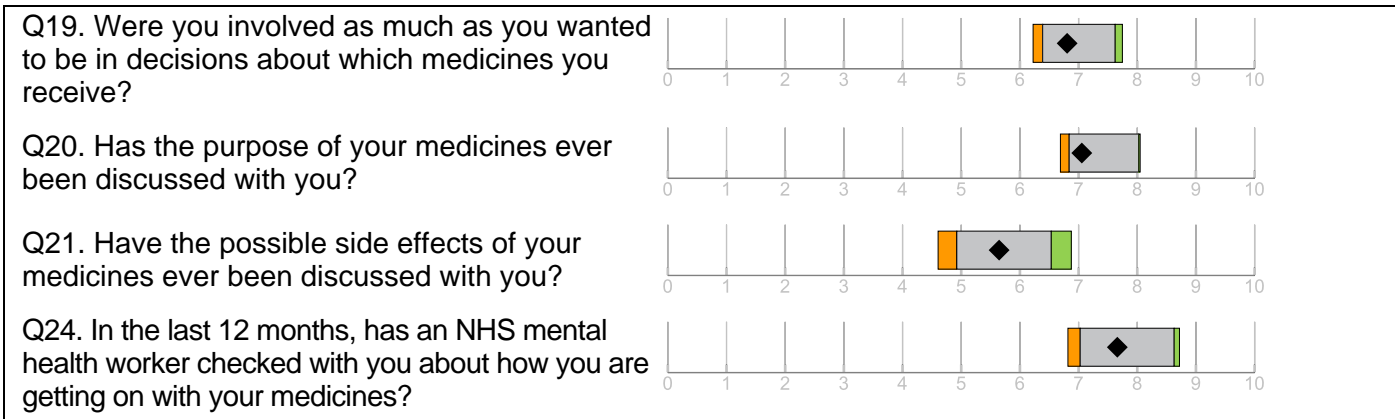 Q19. Were you involved as much as you wanted
to be in decisions about which medicines you
receive?
0 1 2 3 4 5 6 7 8 9 10
Q20. Has the purpose of your medicines ever
been discussed with you?
0 1 2 3 4 5 6 7 8 9 10
Q21. Have the possible side effects of your
medicines ever been discussed with you?
0 1 2 3 4 5 6 7 8 9 10
Q24. In the last 12 months, has an NHS mental
health worker checked with you about how you are
getting on with your medicines?
0 1 2 3 4 5 6 7 8 9 10